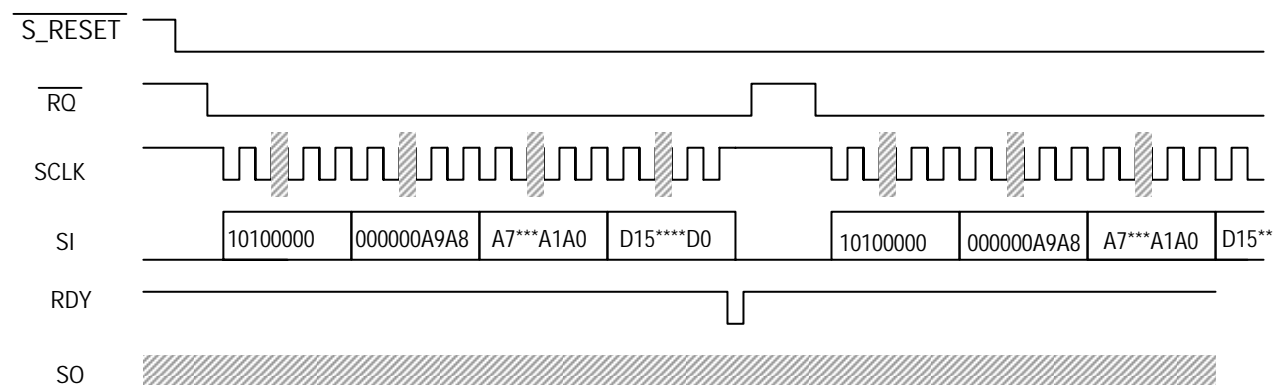 S_RESET
RQ
SCLK
SI 10100000 000000A9A8 A7***A1A0 D15****D0 10100000 000000A9A8 A7***A1A0 D15**
RDY
SO